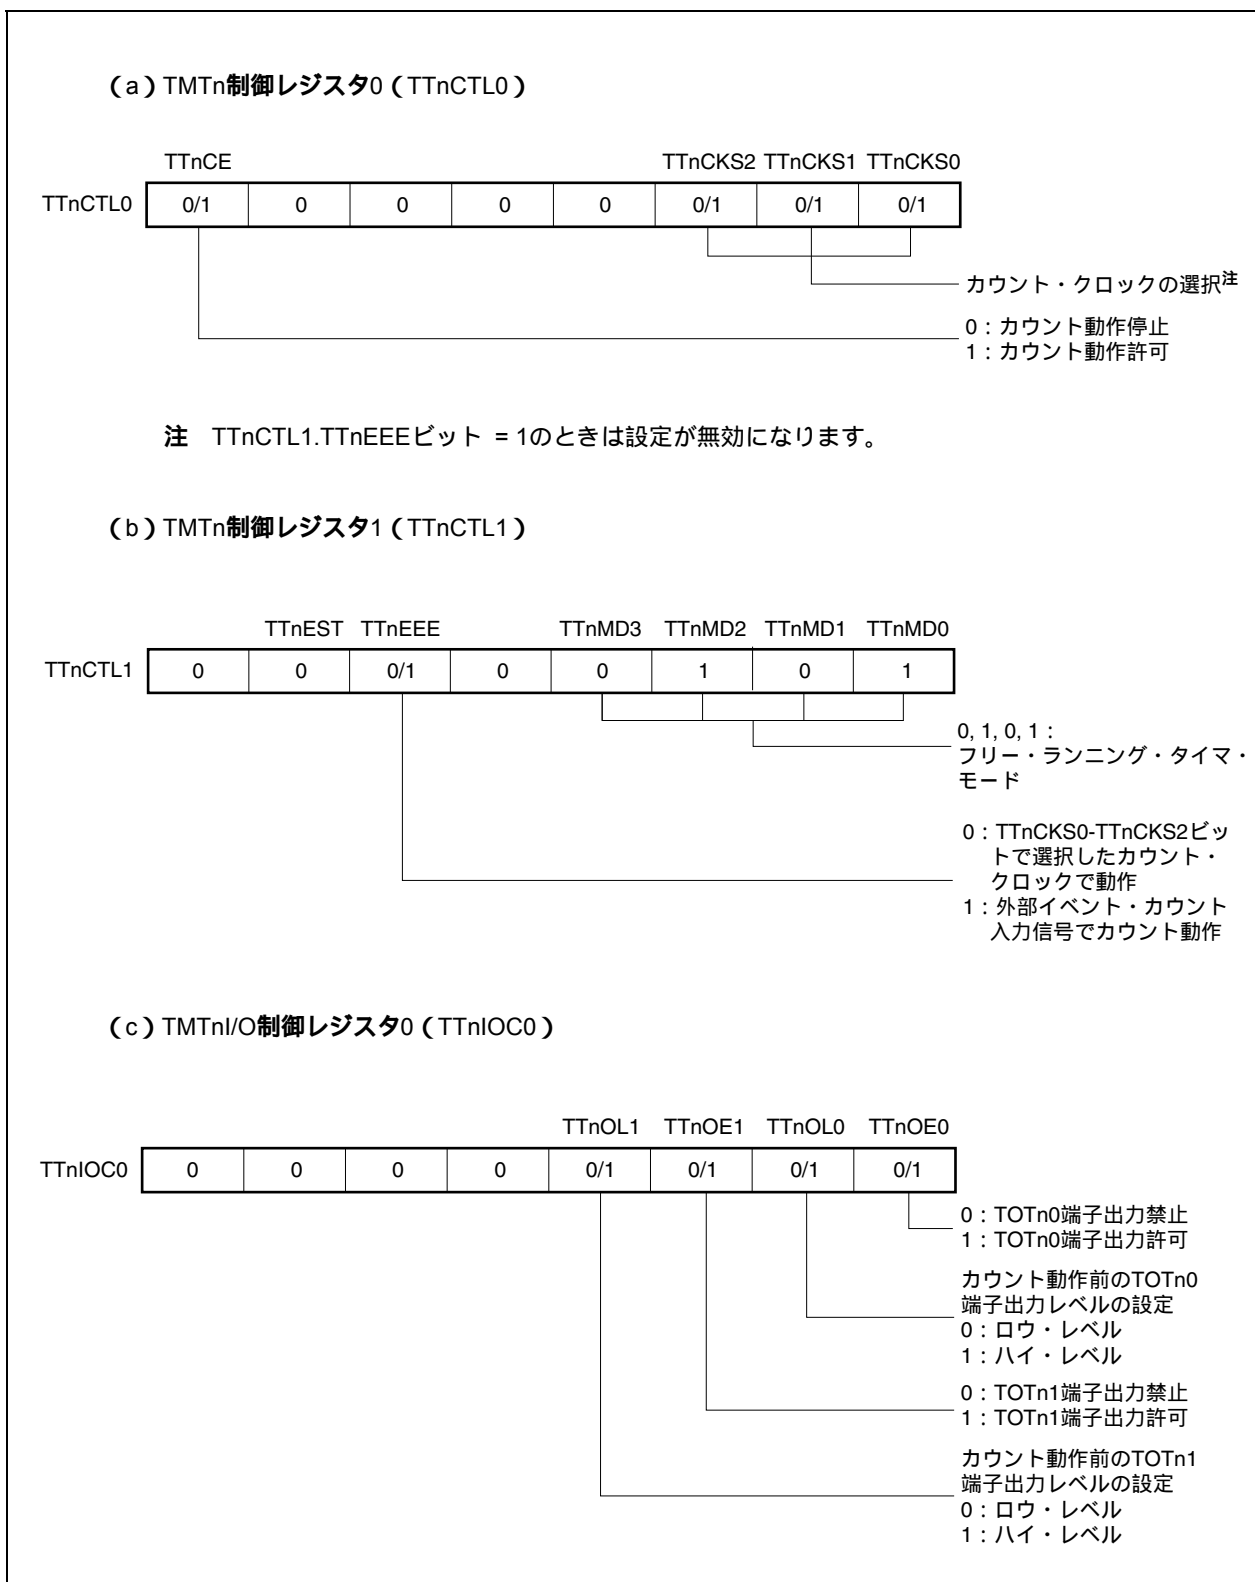 (a)TMTn制御レジスタ0(TTnCTL0)
TTnCE TTnCKS2 TTnCKS1 TTnCKS0
TTnCTL0 0/1 0 0 0 0 0/1 0/1 0/1
カウント・クロックの選択注
0:カウント動作停止
1:カウント動作許可
注 TTnCTL1.TTnEEEビット = 1のときは設定が無効になります。
(b)TMTn制御レジスタ1(TTnCTL1)
TTnEST TTnEEE TTnMD3 TTnMD2 TTnMD1 TTnMD0
TTnCTL1 0 0 0/1 0 0 1 0 1
0, 1, 0, 1:
フリー・ランニング・タイマ・
モード
0:TTnCKS0-TTnCKS2ビッ
トで選択したカウント・
クロックで動作
1:外部イベント・カウント
入力信号でカウント動作
(c)TMTnI/O制御レジスタ0(TTnIOC0)
TTnOL1 TTnOE1 TTnOL0 TTnOE0
TTnIOC0 0 0 0 0 0/1 0/1 0/1 0/1
0:TOTn0端子出力禁止
1:TOTn0端子出力許可
カウント動作前のTOTn0
端子出力レベルの設定
0:ロウ・レベル
1:ハイ・レベル
0:TOTn1端子出力禁止
1:TOTn1端子出力許可
カウント動作前のTOTn1
端子出力レベルの設定
0:ロウ・レベル
1:ハイ・レベル